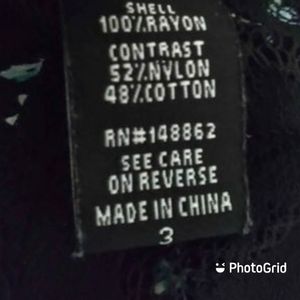 SHELL
100%RAYON
CONTRAST
52%NYLON
48%COTTON
RN#148862
SEE CARE
ON REVERSE
MADE IN CHINA
3
PhotoGrid